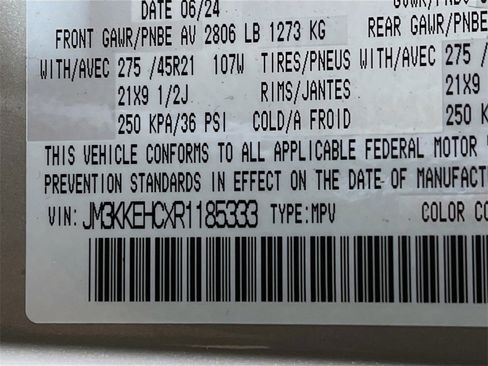 DATE 06/24
FRONT GAWR/PNBE AV 2806 LB 1273 KG REAR GAWR/PNBE
WITH/AVEC 275 /45R21 107W TIRES/PNEUS WITH/AVEC 275 /
21X9 1/2J RIMS/JANTES 21X9
250 KPA/36 PSI COLD/A FROID 250 K
THIS VEHICLE CONFORMS TO ALL APPLICABLE FEDERAL MOTOR
PREVENTION STANDARDS IN EFFECT ON THE DATE OF MANUFACT
VIN: JM3KKEHCXR1185333 TYPE:MPV COLOR CO